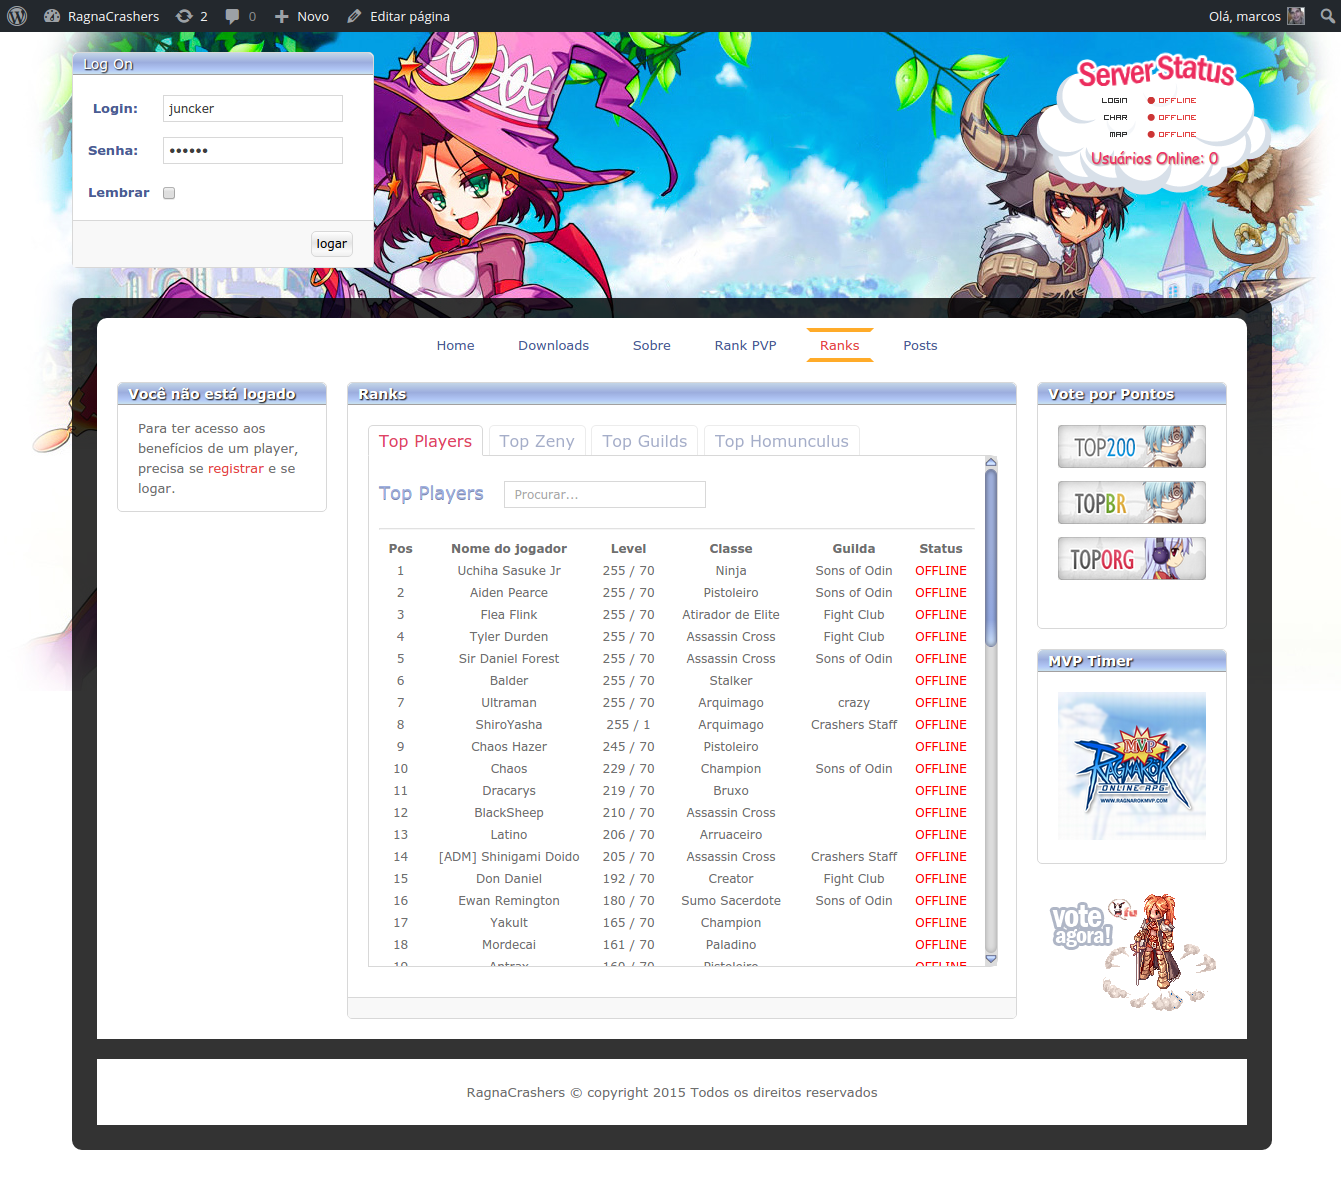 RagnaCrashers 2 0 Novo Editar página Olá, marcos
Log On
Login: juncker
Senha: ••••••
Lembrar
logar
Server Status
LOGIN OFFLINE
CHAR OFFLINE
MAP OFFLINE
Usuários Online: 0
Home Downloads Sobre Rank PVP Ranks Posts
Você não está logado
Para ter acesso aos
benefícios de um player,
precisa se registrar e se
logar.
Ranks
Top Players Top Zeny Top Guilds Top Homunculus
Top Players Procurar...
Pos Nome do jogador Level Classe Guilda Status
1 Uchiha Sasuke Jr 255 / 70 Ninja Sons of Odin OFFLINE
2 Aiden Pearce 255 / 70 Pistoleiro Sons of Odin OFFLINE
3 Flea Flink 255 / 70 Atirador de Elite Fight Club OFFLINE
4 Tyler Durden 255 / 70 Assassin Cross Fight Club OFFLINE
5 Sir Daniel Forest 255 / 70 Assassin Cross Sons of Odin OFFLINE
6 Balder 255 / 70 Stalker OFFLINE
7 Ultraman 255 / 70 Arquimago crazy OFFLINE
8 ShiroYasha 255 / 1 Arquimago Crashers Staff OFFLINE
9 Chaos Hazer 245 / 70 Pistoleiro OFFLINE
10 Chaos 229 / 70 Champion Sons of Odin OFFLINE
11 Dracarys 219 / 70 Bruxo OFFLINE
12 BlackSheep 210 / 70 Assassin Cross OFFLINE
13 Latino 206 / 70 Arruaceiro OFFLINE
14 [ADM] Shinigami Doido 205 / 70 Assassin Cross Crashers Staff OFFLINE
15 Don Daniel 192 / 70 Creator Fight Club OFFLINE
16 Ewan Remington 180 / 70 Sumo Sacerdote Sons of Odin OFFLINE
17 Yakult 165 / 70 Champion OFFLINE
18 Mordecai 161 / 70 Paladino OFFLINE
19 Antrax 160 / 70 Pistoleiro OFFLINE
Vote por Pontos
TOP200
TOPBR
TOPORG
MVP Timer
MVP
RAGNAROK
ONLINE RPG
WWW.RAGNAROKMVP.COM
vote
agora!
RagnaCrashers © copyright 2015 Todos os direitos reservados